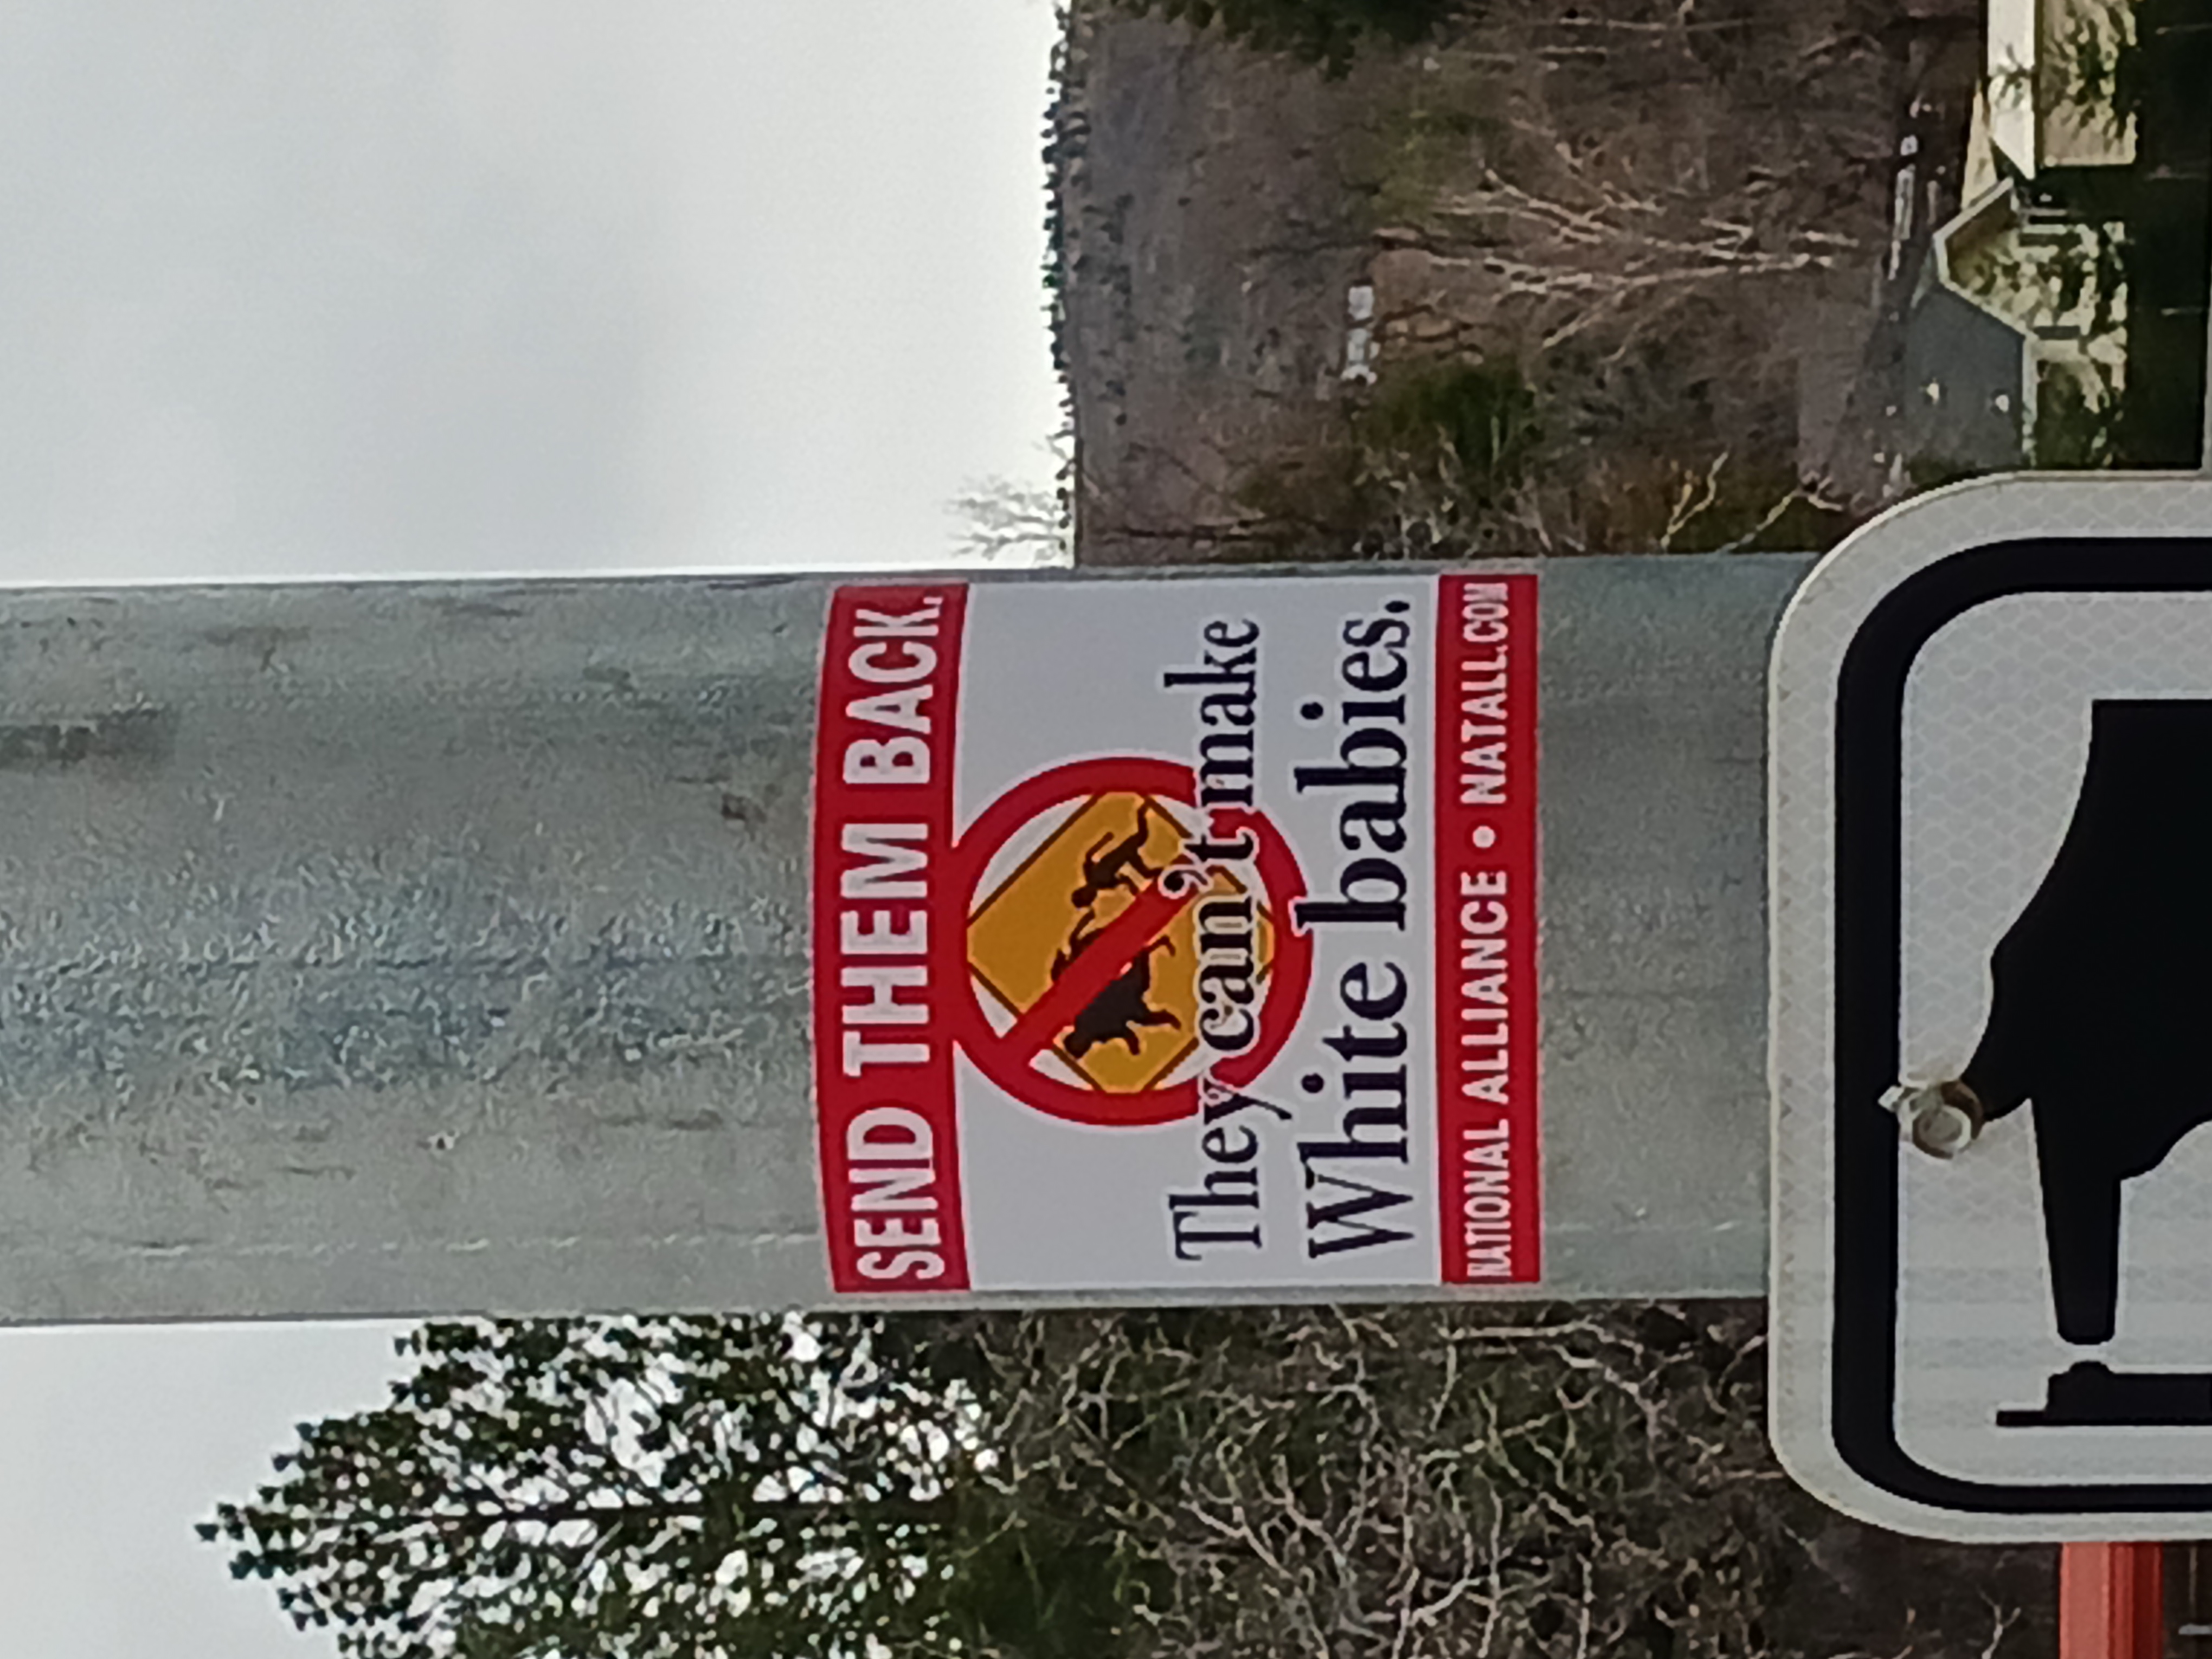 SEND THEM BACK.
They can't make
White babies.
NATIONAL ALLIANCE • NATALL.COM